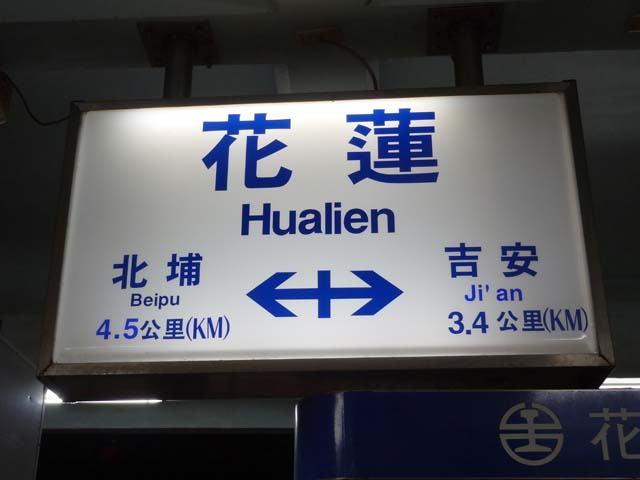 花蓮
Hualien
北埔
Beipu
4.5公里(KM)
吉安
Ji'an
3.4公里(KM)
花